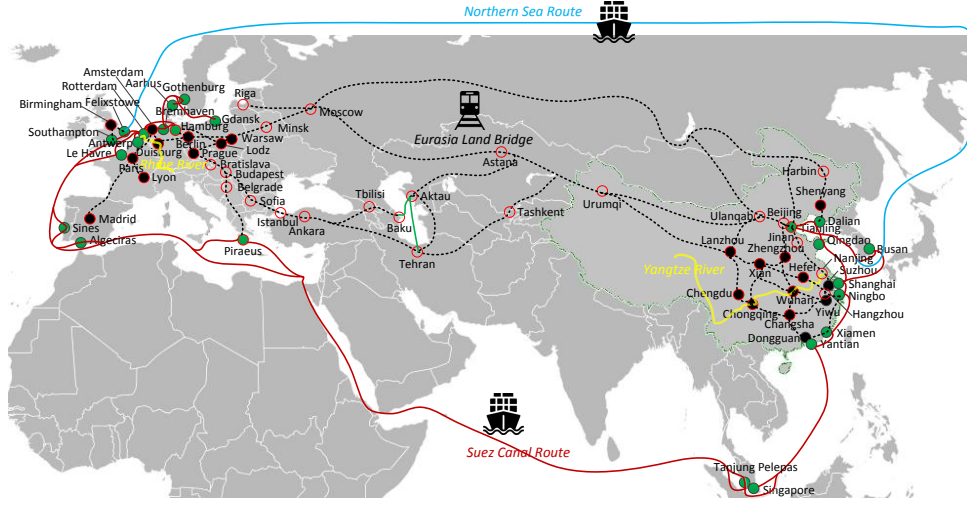 Northern Sea Route
Amsterdam
Aarhus
Gothenburg
Rotterdam
Riga
Birmingham
Felixstowe
Bremhaven
Moscow
Gdansk
Southampton
Hamburg
Minsk
Eurasia Land Bridge
Antwerp
Berlin
Warsaw
Le Havre
Duisburg
Prague
Lodz
Astana
Rhine River
Bratislava
Paris
Budapest
Harbin
Lyon
Belgrade
Tbilisi
Aktau
Urumqi
Shenyang
Sofia
Tashkent
Ulanqab
Beijing
Madrid
Istanbul
Baku
Dalian
Sines
Ankara
Tianjing
Algeciras
Jinan
Qingdao
Lanzhou
Zhengzhou
Busan
Piraeus
Tehran
Nanjing
Yangtze River
Xian
Hefei
Suzhou
Shanghai
Chengdu
Wuhan
Ningbo
Chongqing
Yiwu
Hangzhou
Changsha
Xiamen
Dongguan
Yantian
Suez Canal Route
Tanjung Pelepas
Singapore